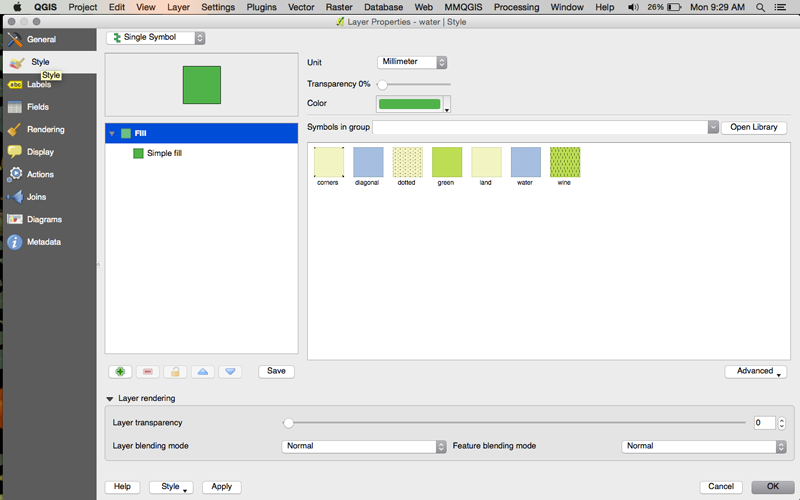 QGIS Project Edit View Layer Settings Plugins Vector Raster Database Web MMQGIS Processing Window Help 26% Mon 9:29 AM
Layer Properties - water | Style
General
Style
Style
Labels
abc
Fields
Rendering
Display
Actions
Joins
Diagrams
Metadata
Single Symbol
Unit Millimeter
Transparency 0%
Color
Symbols in group Open Library
Fill
Simple fill
corners diagonal dotted green land water wine
Save
Advanced
Layer rendering
Layer transparency 0
Layer blending mode Normal Feature blending mode Normal
Help Style Apply Cancel OK